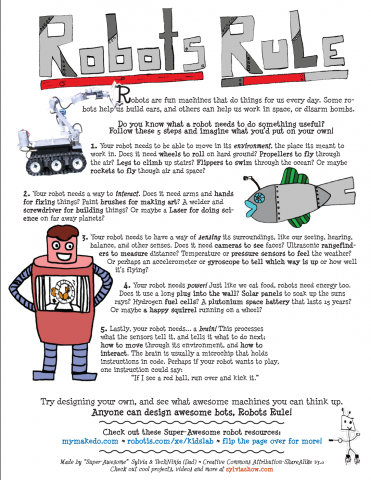 Robots Rule
Robots are fun machines that do things for us every day. Some ro-
bots help us build cars, and others can help us work in space, or disarm bombs.
Do you know what a robot needs to do something useful?
Follow these 5 steps and imagine what you'd put on your own!
1. Your robot needs to be able to move in its environment, the place its meant to
work in. Does it need wheels to roll on hard ground? Propellers to fly through
the air? Legs to climb up stairs? Flippers to swim through the ocean? Or maybe
rockets to fly though air and space?
2. Your robot needs a way to interact. Does it need arms and hands
for fixing things? Paint brushes for making art? A welder and
screwdriver for building things? Or maybe a Laser for doing sci-
ence on far away planets?
3. Your robot needs to have a way of sensing its surroundings, like our seeing, hearing,
balance, and other senses. Does it need cameras to see faces? Ultrasonic rangefind-
ers to measure distance? Temperature or pressure sensors to feel the weather?
Or perhaps an accelerometer or gyroscope to tell which way is up or how well
it's flying?
4. Your robot needs power! Just like we eat food, robots need energy too.
Does it use a long plug into the wall? Solar panels to soak up the suns
rays? Hydrogen fuel cells? A plutonium space battery that lasts 15 years?
Or maybe a happy squirrel running on a wheel?
5. Lastly, your robot needs... a brain! This processes
what the sensors tell it, and tells it what to do next;
how to move through its environment, and how to
interact. The brain is usually a microchip that holds
instructions in code. Perhaps if your robot wants to play,
one instruction could say:
"If I see a red ball, run over and kick it."
Try designing your own, and see what awesome machines you can think up.
Anyone can design awesome bots, Robots Rule!
Check out these Super-Awesome robot resources:
mymakedo.com • robotis.com/xe/kidslab • flip the page over for more!
Made by "Super-Awesome" Sylvia & TechNinja (Dad) • Creative Commons Attribution-ShareAlike v3.0
Check out cool projects, videos and more at sylviashow.com